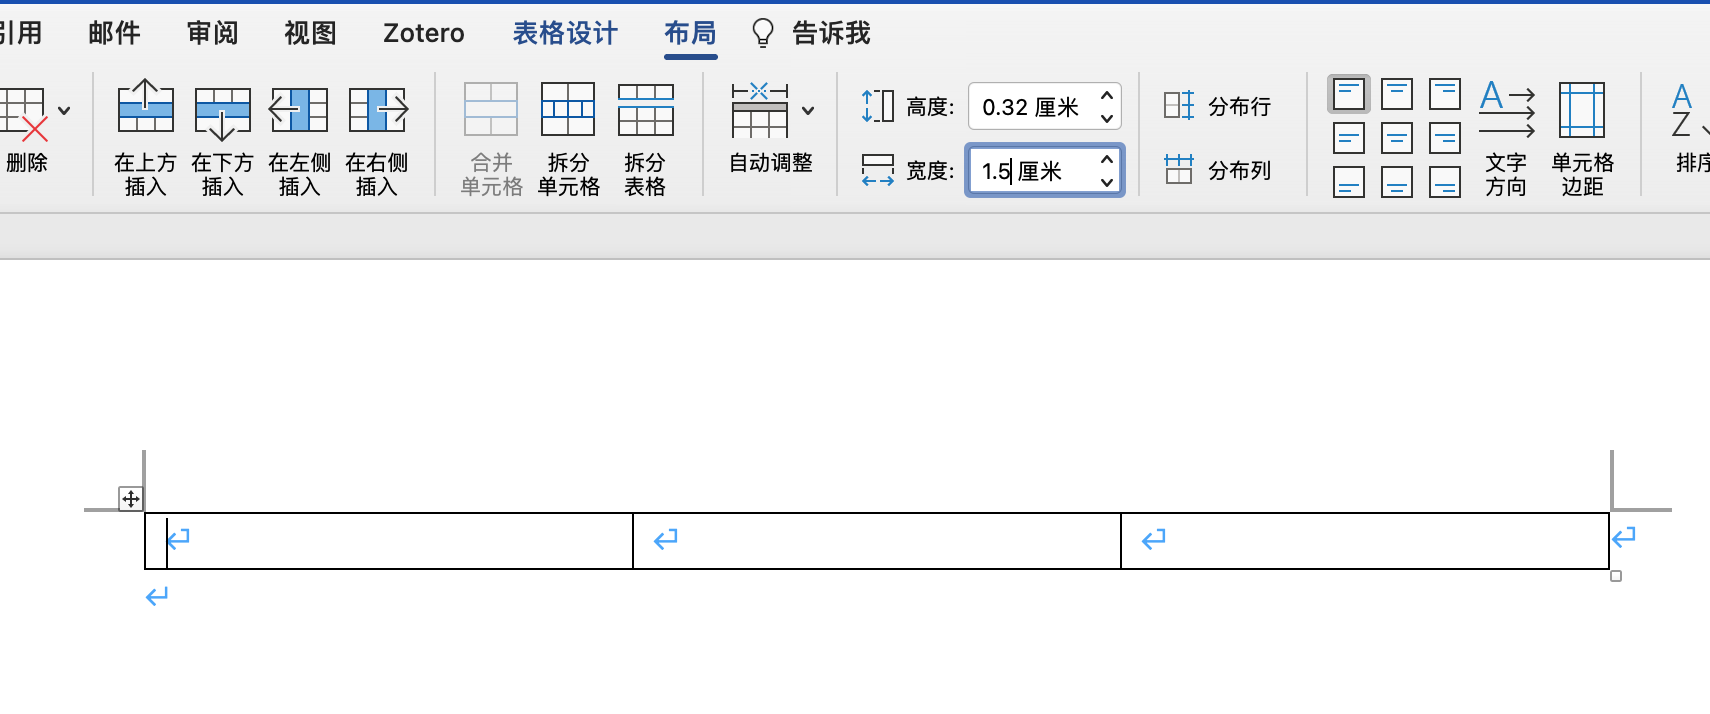 引用 邮件 审阅 视图 Zotero 表格设计 布局 告诉我
删除
在上方
插入
在下方
插入
在左侧
插入
在右侧
插入
合并
单元格
拆分
单元格
拆分
表格
自动调整
高度: 0.32 厘米
宽度: 1.5 厘米
分布行
分布列
A
文字
方向
单元格
边距
A
Z
排序